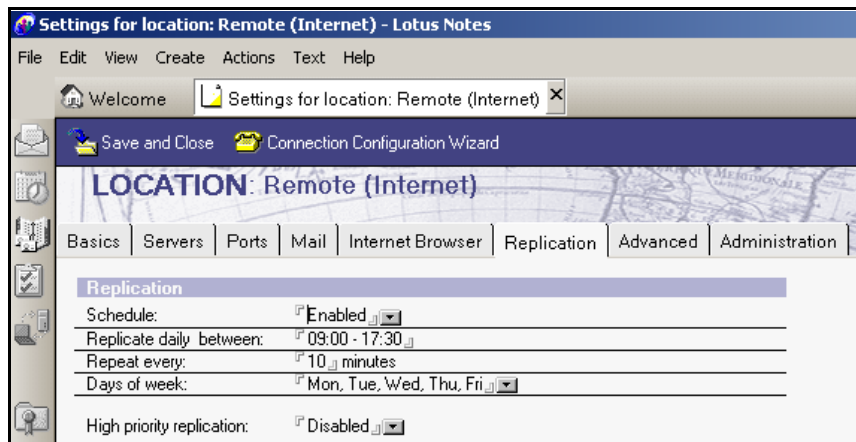 Settings for location: Remote (Internet) - Lotus Notes
File Edit View Create Actions Text Help
Welcome Settings for location: Remote (Internet)
Save and Close Connection Configuration Wizard
LOCATION: Remote (Internet)
Basics Servers Ports Mail Internet Browser Replication Advanced Administration
Replication
Schedule: Enabled
Replicate daily between: 09:00 - 17:30
Repeat every: 10 minutes
Days of week: Mon, Tue, Wed, Thu, Fri
High priority replication: Disabled